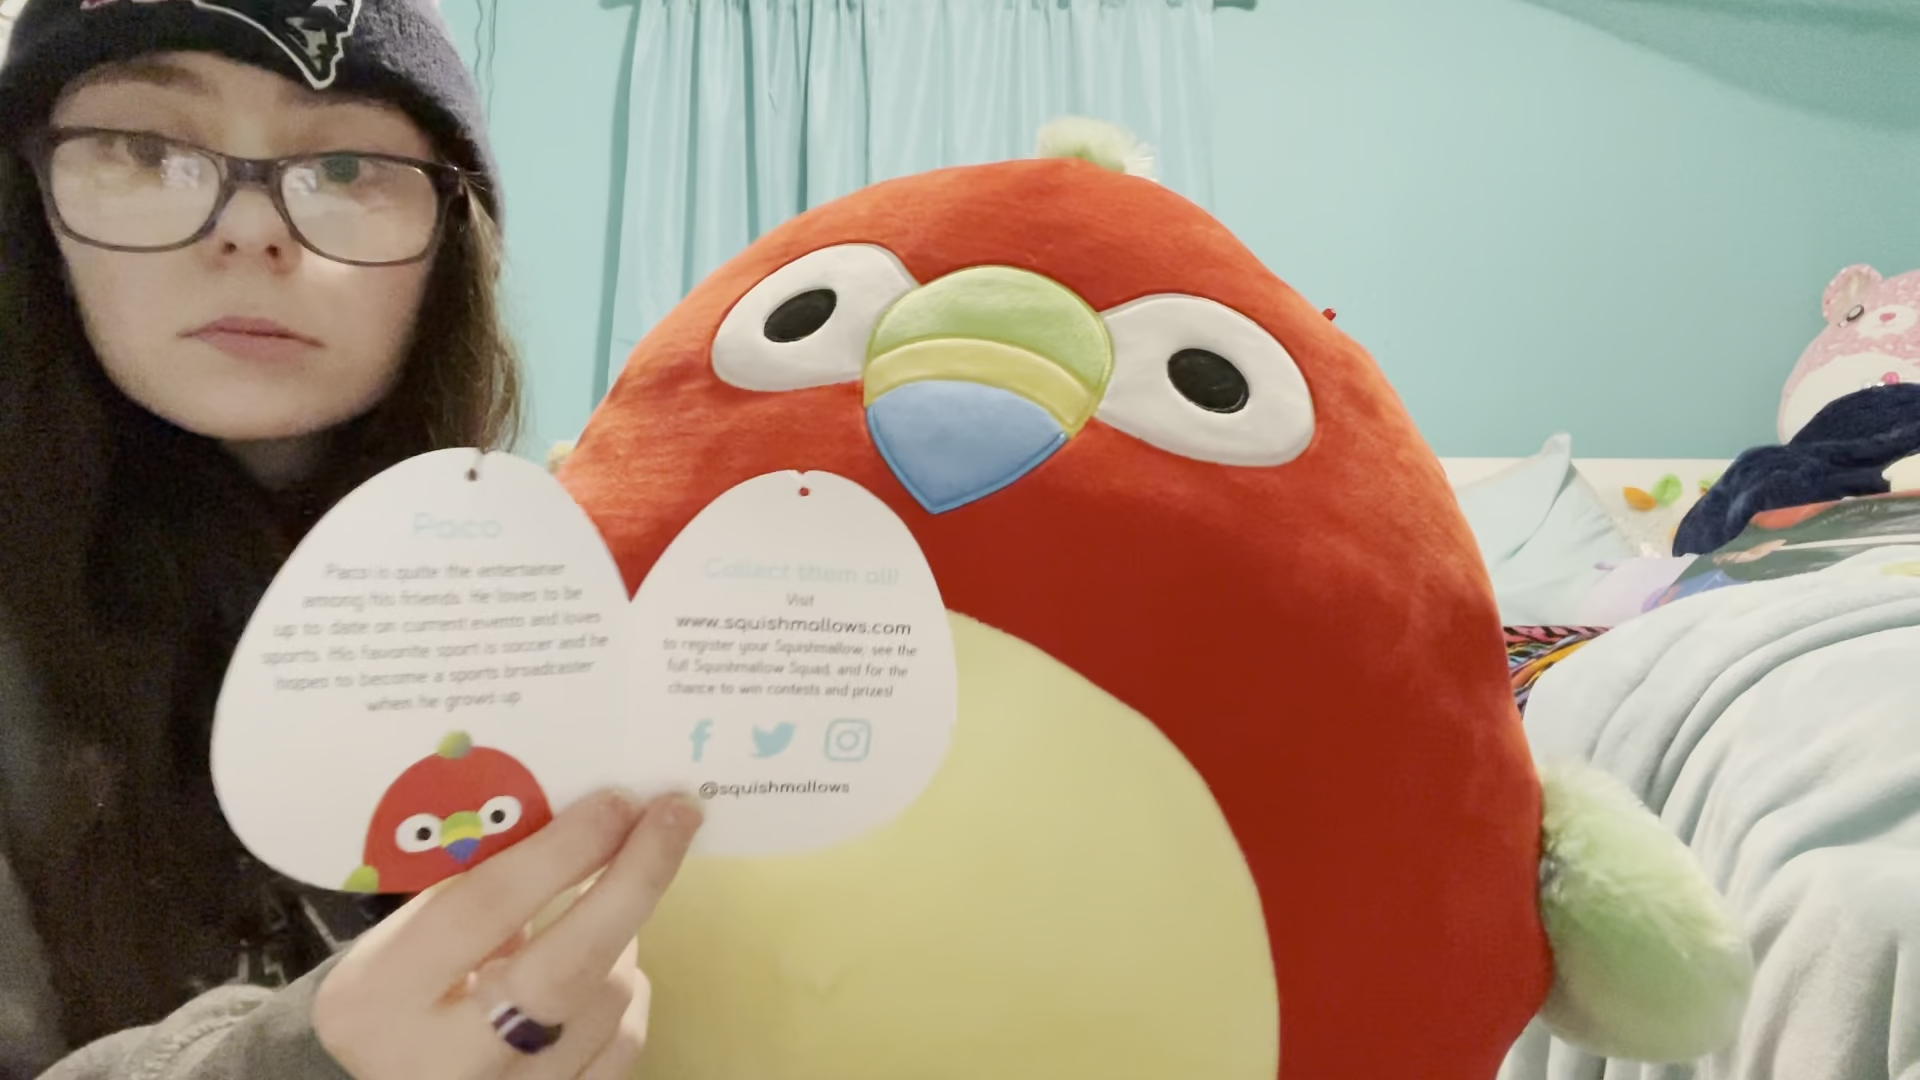 Paco
Paco is quite the entertainer
among his friends. He loves to be
up to date on current events and loves
sports. His favorite sport is soccer and he
hopes to become a sports broadcaster
when he grows up.
Collect them all!
Visit
www.squishmallows.com
to register your Squishmallow, see the
full Squishmallow Squad, and for the
chance to win contests and prizes!
@squishmallows